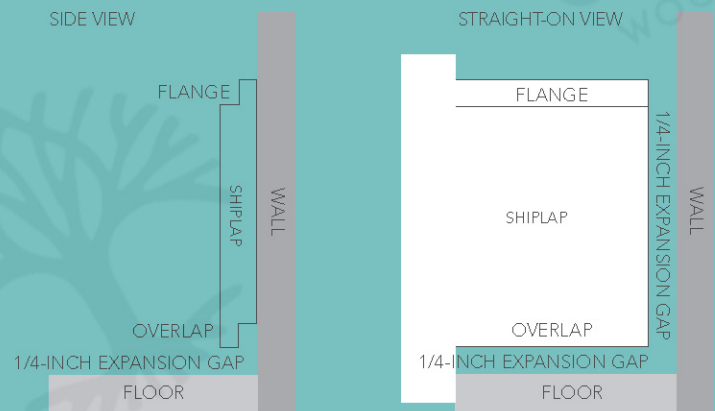 SIDE VIEW
FLANGE
SHIPLAP
WALL
OVERLAP
1/4-INCH EXPANSION GAP
FLOOR
STRAIGHT-ON VIEW
FLANGE
1/4-INCH EXPANSION GAP
WALL
SHIPLAP
OVERLAP
1/4-INCH EXPANSION GAP
FLOOR